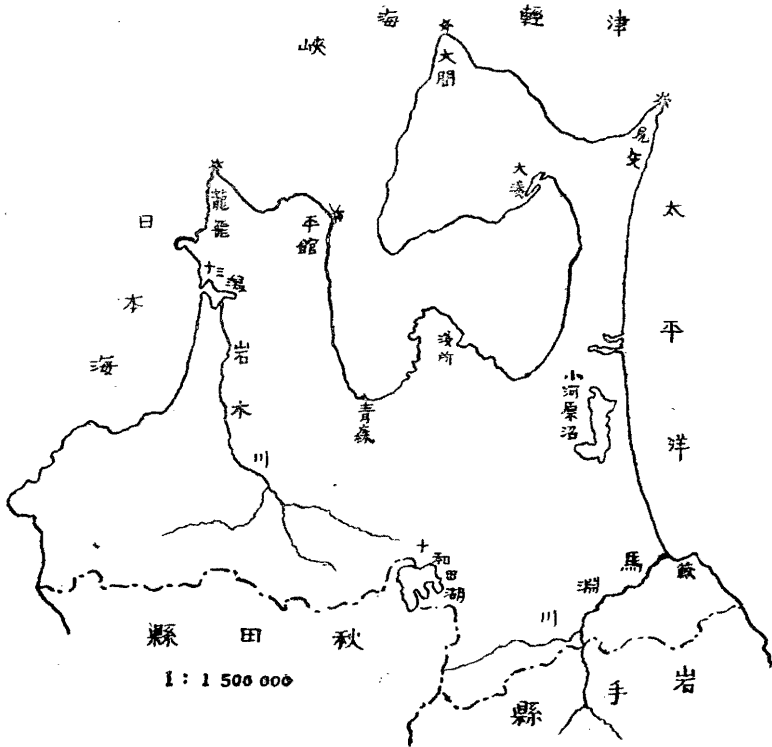 津輕海峽
大間
尻矢
大湊
太平洋
龍飛
平館
日本海
十三潟
岩木川
淺所
青森
小河原沼
十和田湖
馬淵川
鮫
秋田縣
岩手縣
1 : 1 500 000